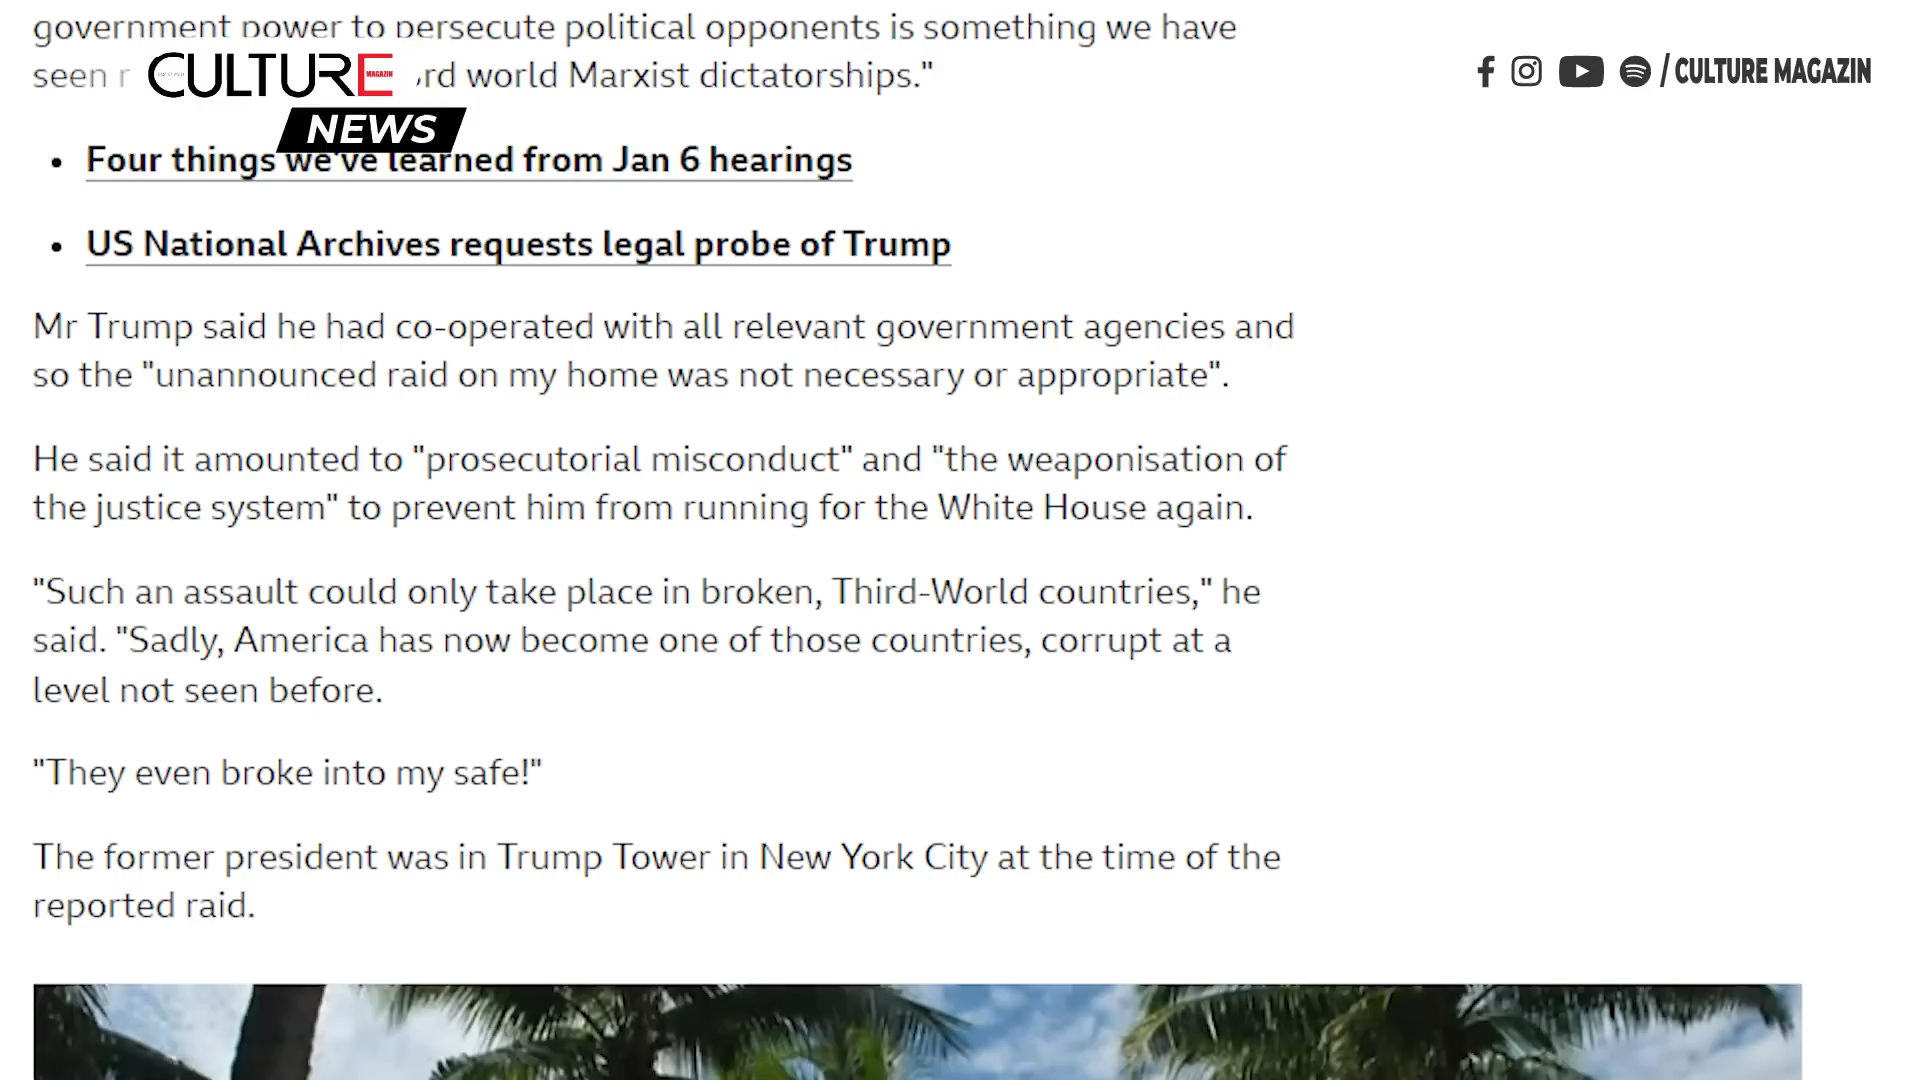 government power to persecute political opponents is something we have
seen rd world Marxist dictatorships."
CULTURE
MAGAZIN
NEWS
/ CULTURE MAGAZIN
• Four things we've learned from Jan 6 hearings
• US National Archives requests legal probe of Trump
Mr Trump said he had co-operated with all relevant government agencies and
so the "unannounced raid on my home was not necessary or appropriate".
He said it amounted to "prosecutorial misconduct" and "the weaponisation of
the justice system" to prevent him from running for the White House again.
"Such an assault could only take place in broken, Third-World countries," he
said. "Sadly, America has now become one of those countries, corrupt at a
level not seen before.
"They even broke into my safe!"
The former president was in Trump Tower in New York City at the time of the
reported raid.